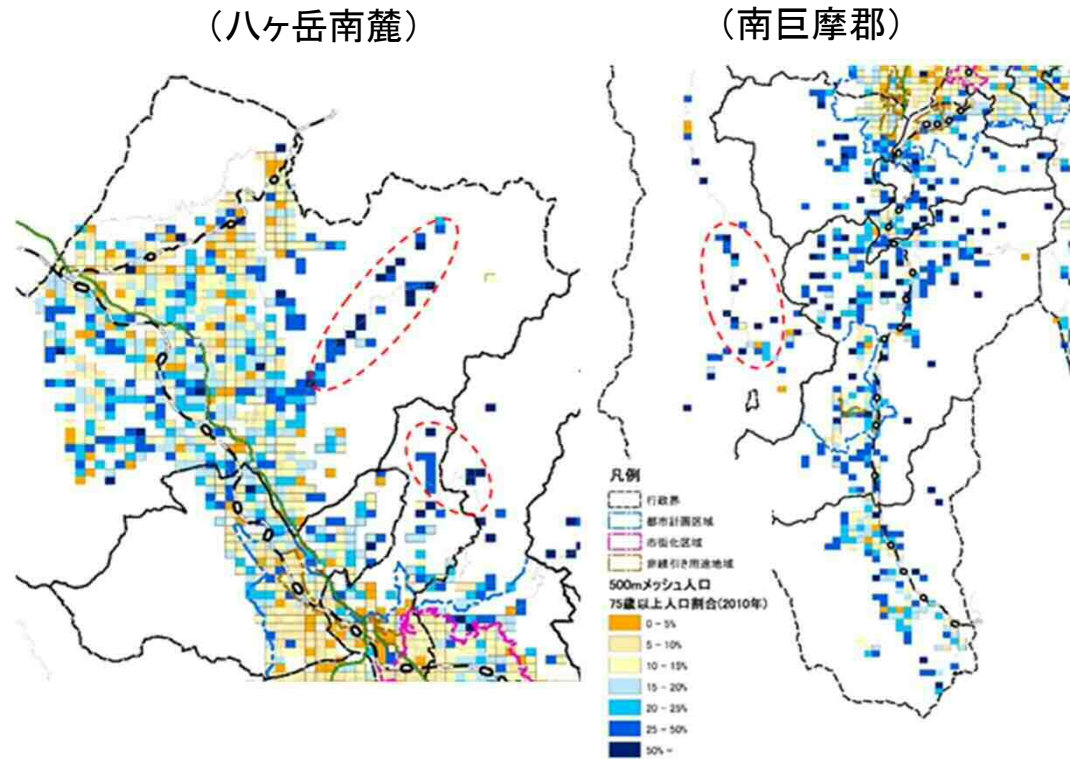 （八ヶ岳南麓）
（南巨摩郡）
凡例
行政界
都市計画区域
市街化区域
非線引き用途地域
500mメッシュ人口
75歳以上人口割合(2010年)
0 - 5%
5 - 10%
10 - 15%
15 - 20%
20 - 25%
25 - 50%
50% -